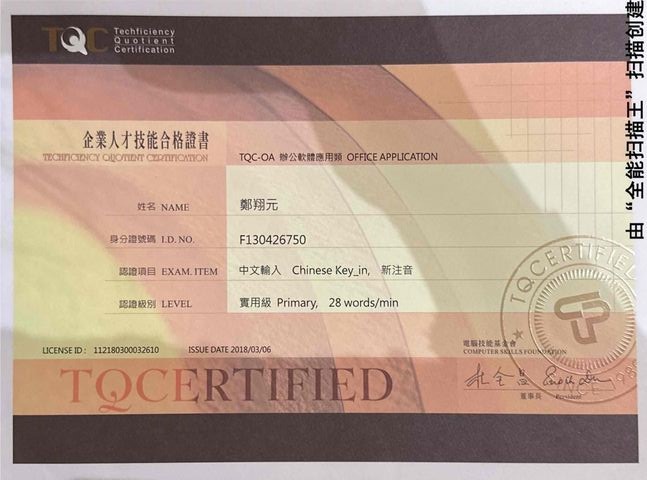 TQC Techficiency
Quotient
Certification
企業人才技能合格證書
TECHFICIENCY QUOTIENT CERTIFICATION
TQC-OA 辦公軟體應用類 OFFICE APPLICATION
姓名 NAME 鄭翔元
身分證號碼 I.D. NO. F130426750
認證項目 EXAM. ITEM 中文輸入 Chinese Key_in, 新注音
認證級別 LEVEL 實用級 Primary, 28 words/min
LICENSE ID : 112180300032610 ISSUE DATE 2018/03/06
電腦技能基金會
COMPUTER SKILLS FOUNDATION
董事長 President
TQCERTIFIED
TQCERTIFIED
SINCE 1989
由“全能扫描王”扫描创建